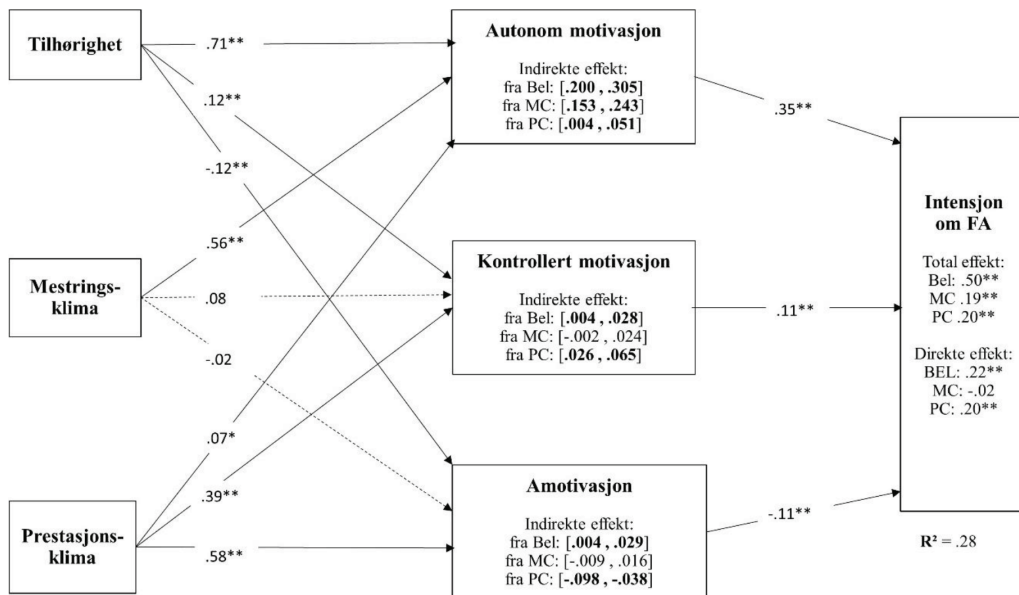 Tilhørighet
Mestrings-
klima
Prestasjons-
klima
.71**
.12**
-.12**
.56**
.08
-.02
.07*
.39**
.58**
Autonom motivasjon
Indirekte effekt:
fra Bel: [.200 , .305]
fra MC: [.153 , .243]
fra PC: [.004 , .051]
Kontrollert motivasjon
Indirekte effekt:
fra Bel: [.004 , .028]
fra MC: [-.002 , .024]
fra PC: [.026 , .065]
Amotivasjon
Indirekte effekt:
fra Bel: [.004 , .029]
fra MC: [-.009 , .016]
fra PC: [-.098 , -.038]
.35**
.11**
-.11**
Intensjon
om FA
Total effekt:
Bel: .50**
MC .19**
PC .20**
Direkte effekt:
BEL: .22**
MC: -.02
PC: .20**
R² = .28